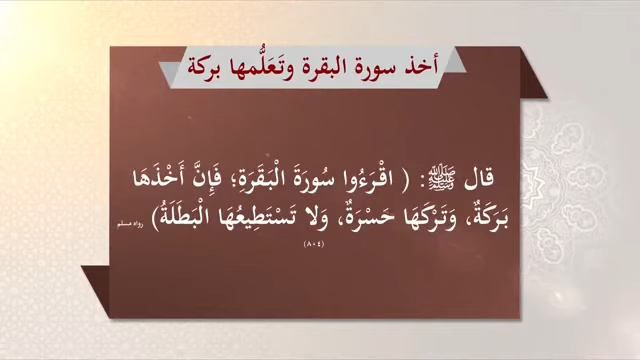 أخذ سورة البقرة وتَعَلُّمها بركة
قال ﷺ: ( اقْرَءُوا سُورَةَ الْبَقَرَةِ؛ فَإِنَّ أَخْذَهَا
بَرَكَةٌ، وَتَرْكَهَا حَسْرَةٌ، وَلا تَسْتَطِيعُهَا الْبَطَلَةُ) رواه مسلم
(٨٠٤)